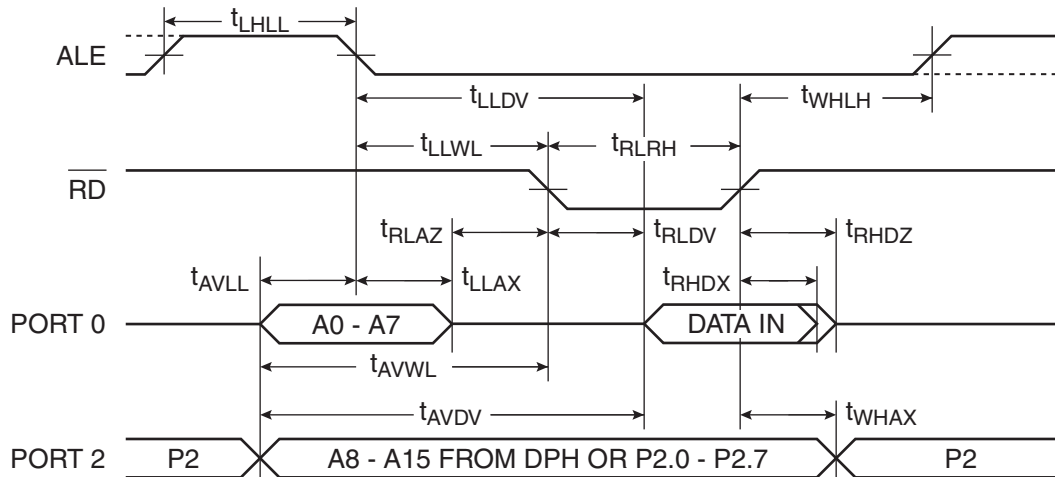 tLHLL
ALE
tLLDV
tWHLH
tLLWL
tRLRH
RD
tRLAZ
tRLDV
tRHDZ
tAVLL
tLLAX
tRHDX
PORT 0
A0 - A7
DATA IN
tAVWL
tAVDV
tWHAX
PORT 2
P2
A8 - A15 FROM DPH OR P2.0 - P2.7
P2